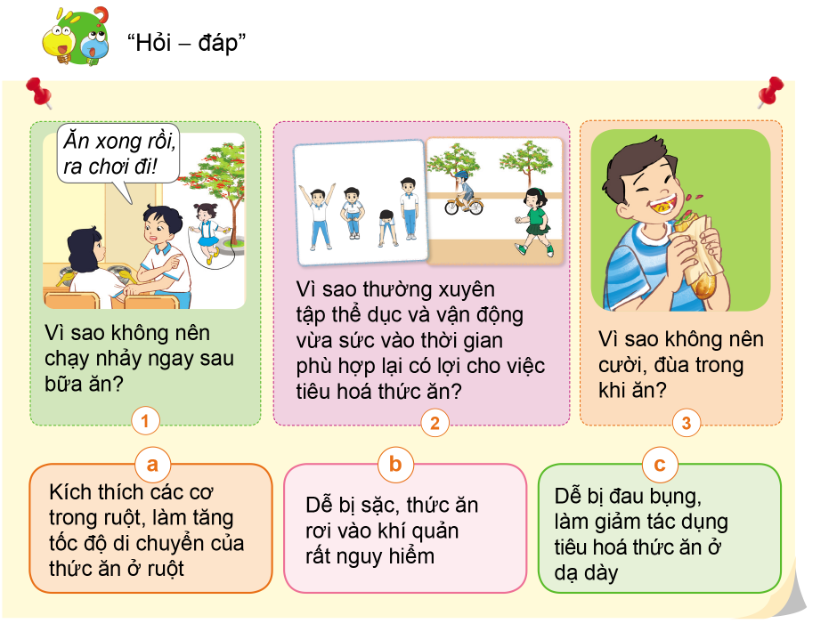 “Hỏi – đáp”
Ăn xong rồi,
ra chơi đi!
Vì sao không nên
chạy nhảy ngay sau
bữa ăn?
1
Vì sao thường xuyên
tập thể dục và vận động
vừa sức vào thời gian
phù hợp lại có lợi cho việc
tiêu hoá thức ăn?
2
Vì sao không nên
cười, đùa trong
khi ăn?
3
a
Kích thích các cơ
trong ruột, làm tăng
tốc độ di chuyển của
thức ăn ở ruột
b
Dễ bị sặc, thức ăn
rơi vào khí quản
rất nguy hiểm
c
Dễ bị đau bụng,
làm giảm tác dụng
tiêu hoá thức ăn ở
dạ dày